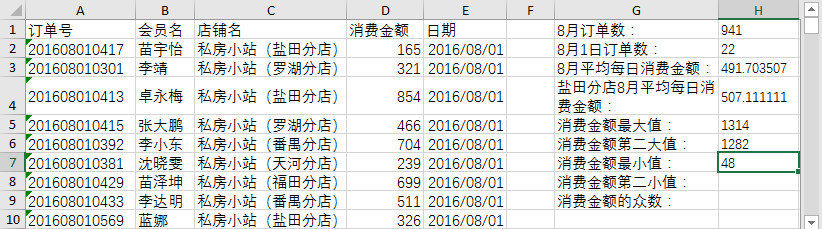 A B C D E F G H
1 订单号 会员名 店铺名 消费金额 日期 8月订单数： 941
2 201608010417 苗宇怡 私房小站（盐田分店） 165 2016/08/01 8月1日订单数： 22
3 201608010301 李靖 私房小站（罗湖分店） 321 2016/08/01 8月平均每日消费金额： 491.703507
4 201608010413 卓永梅 私房小站（盐田分店） 854 2016/08/01 盐田分店8月平均每日消
费金额： 507.111111
5 201608010415 张大鹏 私房小站（罗湖分店） 466 2016/08/01 消费金额最大值： 1314
6 201608010392 李小东 私房小站（番禺分店） 704 2016/08/01 消费金额第二大值： 1282
7 201608010381 沈晓雯 私房小站（天河分店） 239 2016/08/01 消费金额最小值： 48
8 201608010429 苗泽坤 私房小站（福田分店） 699 2016/08/01 消费金额第二小值：
9 201608010433 李达明 私房小站（番禺分店） 511 2016/08/01 消费金额的众数：
10 201608010569 蓝娜 私房小站（盐田分店） 326 2016/08/01